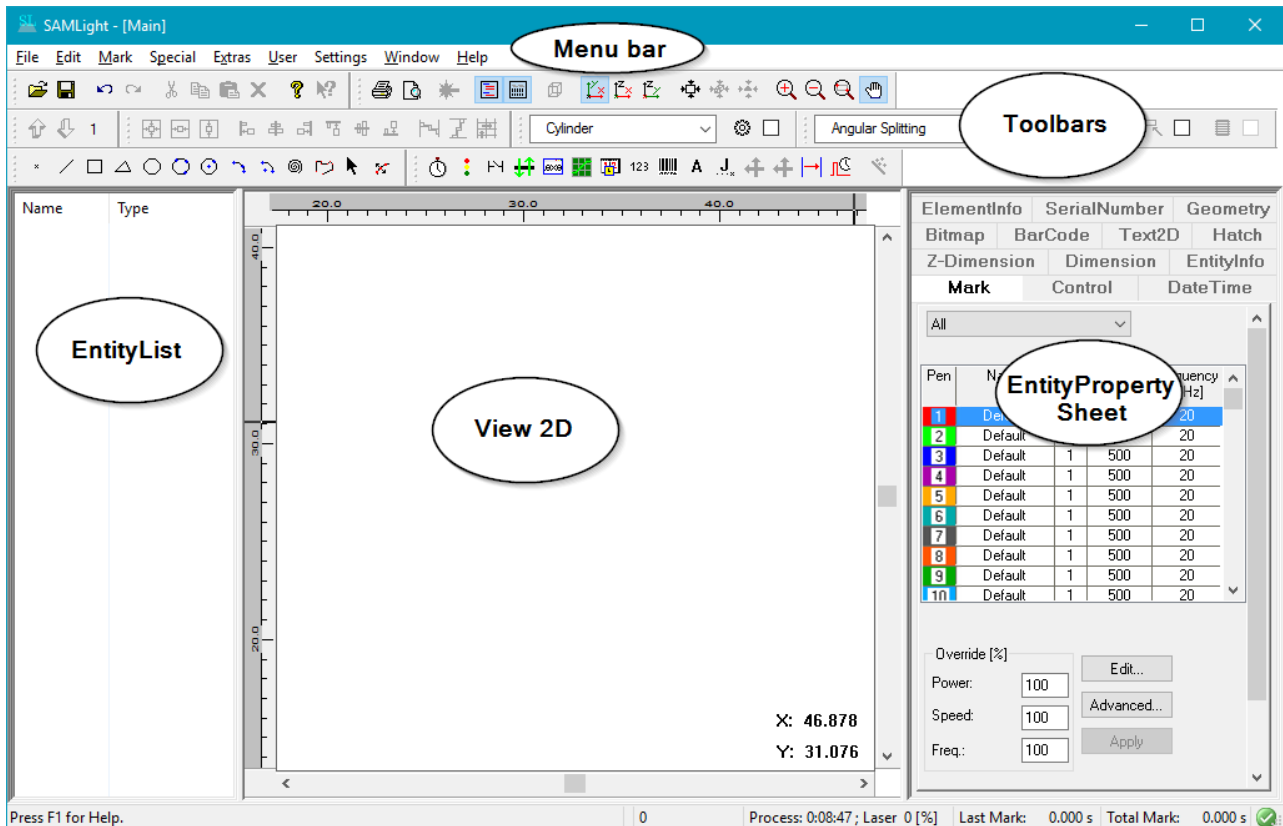 SAMLight - [Main]
File Edit Mark Special Extras User Settings Window Help
Menu bar
1 Cylinder Angular Splitting
Toolbars
123 A J
Name Type
EntityList
20.0 30.0 40.0
40.0
30.0
20.0
View 2D
X: 46.878
Y: 31.076
ElementInfo SerialNumber Geometry
Bitmap BarCode Text2D Hatch
Z-Dimension Dimension EntityInfo
Mark Control DateTime
All
EntityProperty
Sheet
Pen
1 20
2 Default 20
3 Default 1 500 20
4 Default 1 500 20
5 Default 1 500 20
6 Default 1 500 20
7 Default 1 500 20
8 Default 1 500 20
9 Default 1 500 20
10 Default 1 500 20
Override [%]
Power: 100
Speed: 100
Freq.: 100
Edit...
Advanced...
Apply
Press F1 for Help. 0 Process: 0:08:47 ; Laser 0 [%] Last Mark: 0.000 s Total Mark: 0.000 s